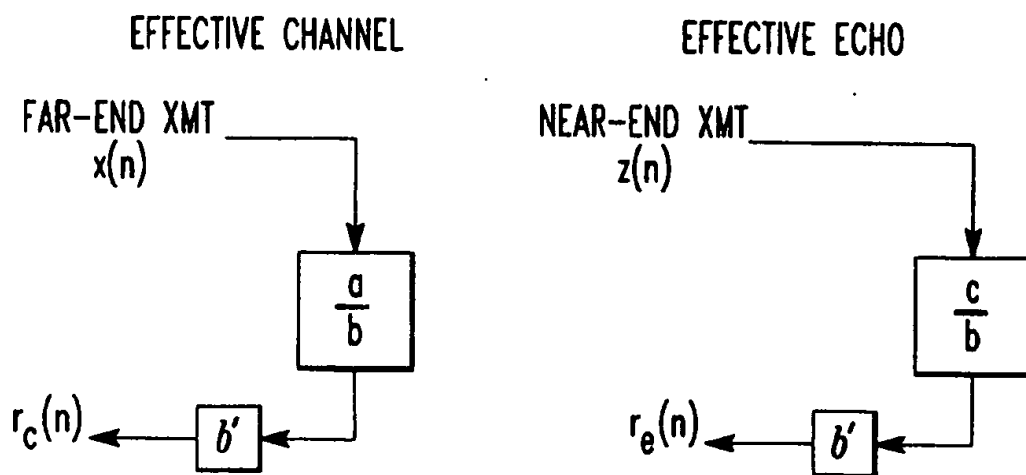 EFFECTIVE CHANNEL
FAR-END XMT
x(n)
a
b
b'
r_c(n)
EFFECTIVE ECHO
NEAR-END XMT
z(n)
c
b
b'
r_e(n)